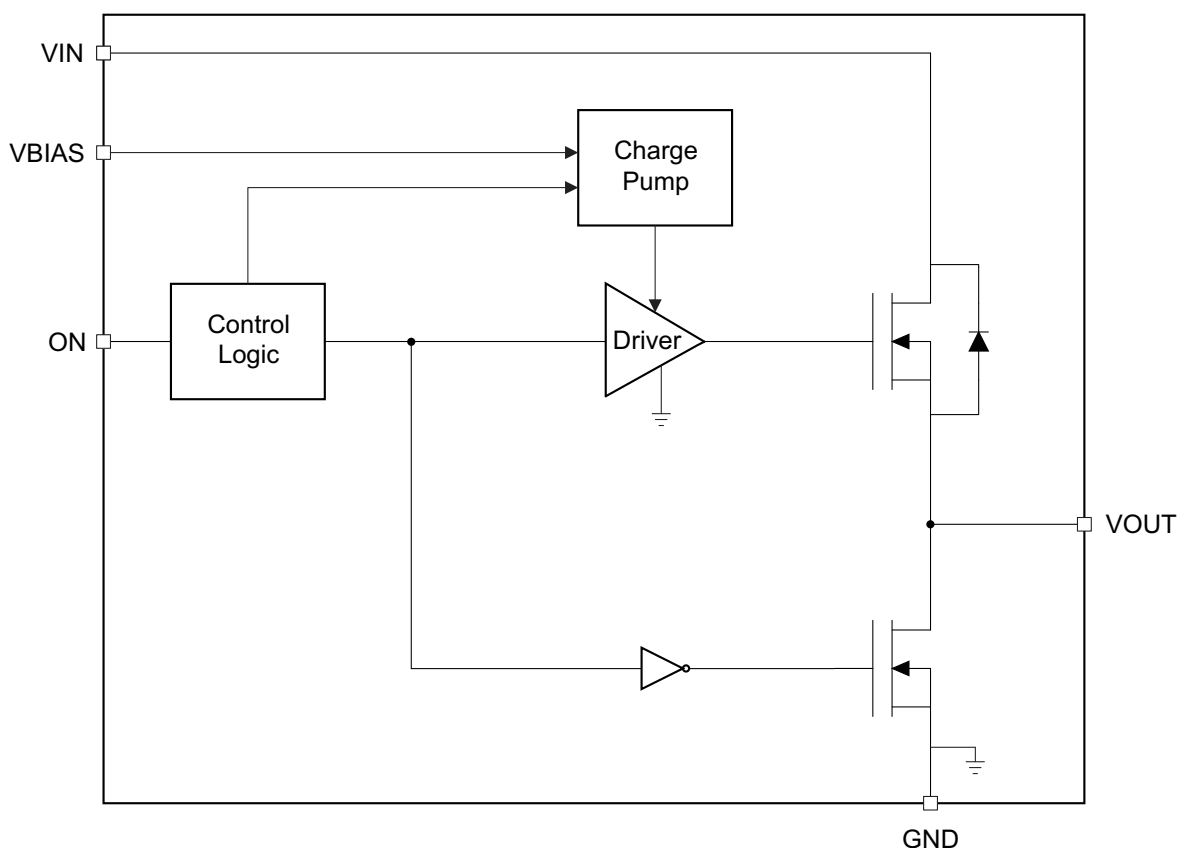 VIN
VBIAS
Charge
Pump
ON
Control
Logic
Driver
VOUT
GND